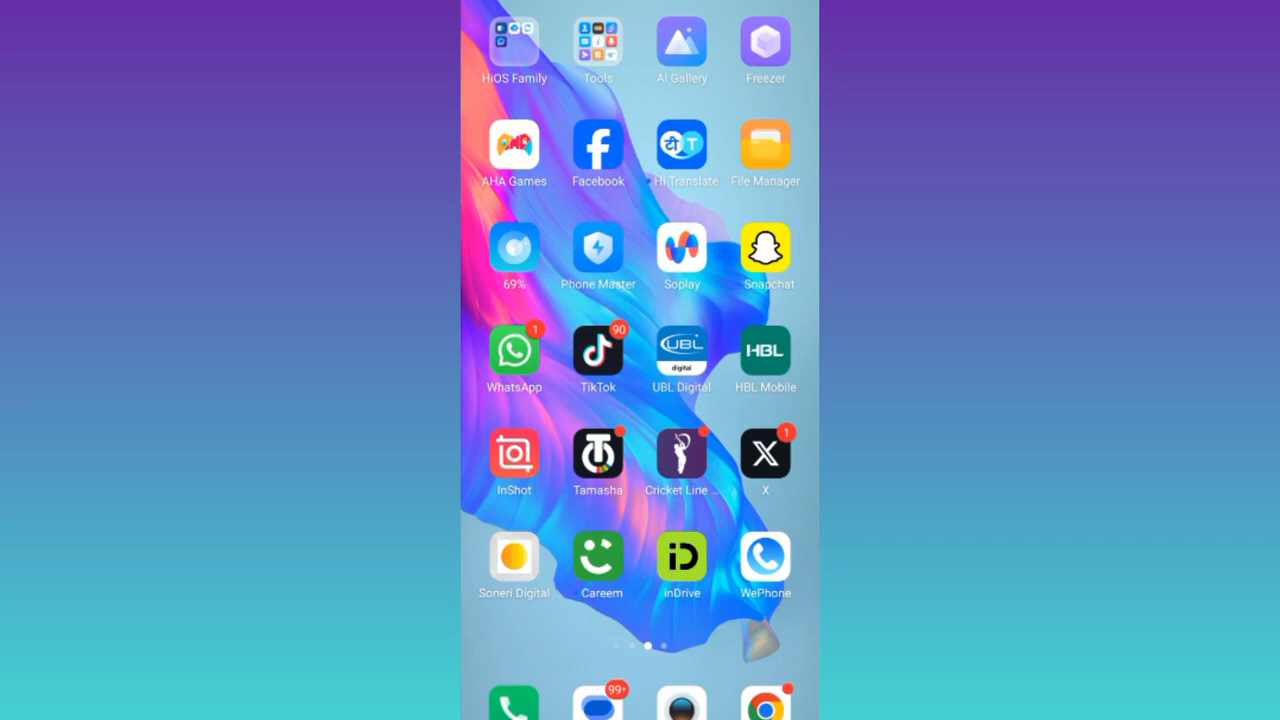 HiOS Family
Tools
AI Gallery
Freezer
AHA
AHA Games
Facebook
टी T
Hi Translate
File Manager
69%
Phone Master
Soplay
Snapchat
1
90
UBL
digital
HBL
WhatsApp
TikTok
UBL Digital
HBL Mobile
1
InShot
Tamasha
Cricket Line ...
X
iD
Soneri Digital
Careem
inDrive
WePhone
99+